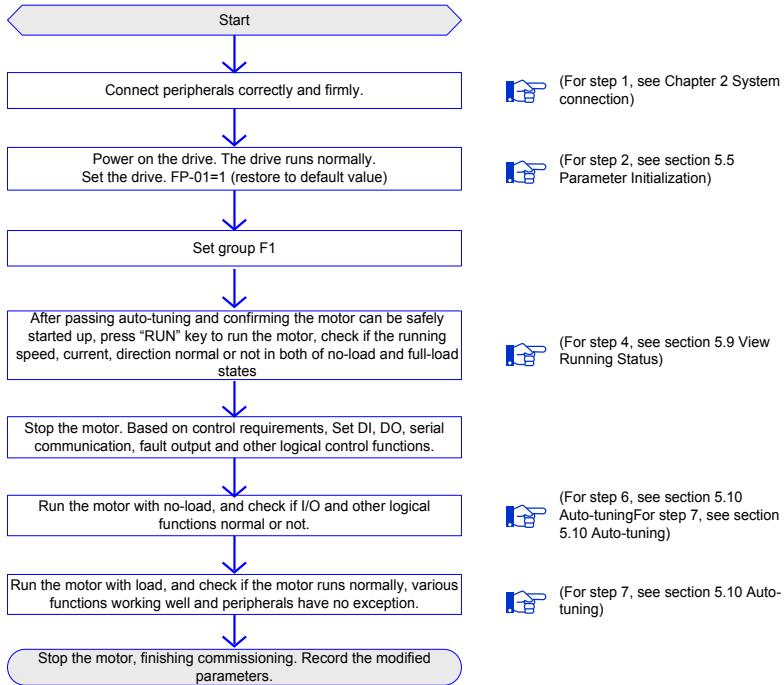 Start
Connect peripherals correctly and firmly.
(For step 1, see Chapter 2 System
connection)
Power on the drive. The drive runs normally.
Set the drive. FP-01=1 (restore to default value)
(For step 2, see section 5.5
Parameter Initialization)
Set group F1
After passing auto-tuning and confirming the motor can be safely
started up, press “RUN” key to run the motor, check if the running
speed, current, direction normal or not in both of no-load and full-load
states
(For step 4, see section 5.9 View
Running Status)
Stop the motor. Based on control requirements, Set DI, DO, serial
communication, fault output and other logical control functions.
Run the motor with no-load, and check if I/O and other logical
functions normal or not.
(For step 6, see section 5.10
Auto-tuningFor step 7, see section
5.10 Auto-tuning)
Run the motor with load, and check if the motor runs normally, various
functions working well and peripherals have no exception.
(For step 7, see section 5.10 Auto-
tuning)
Stop the motor, finishing commissioning. Record the modified
parameters.